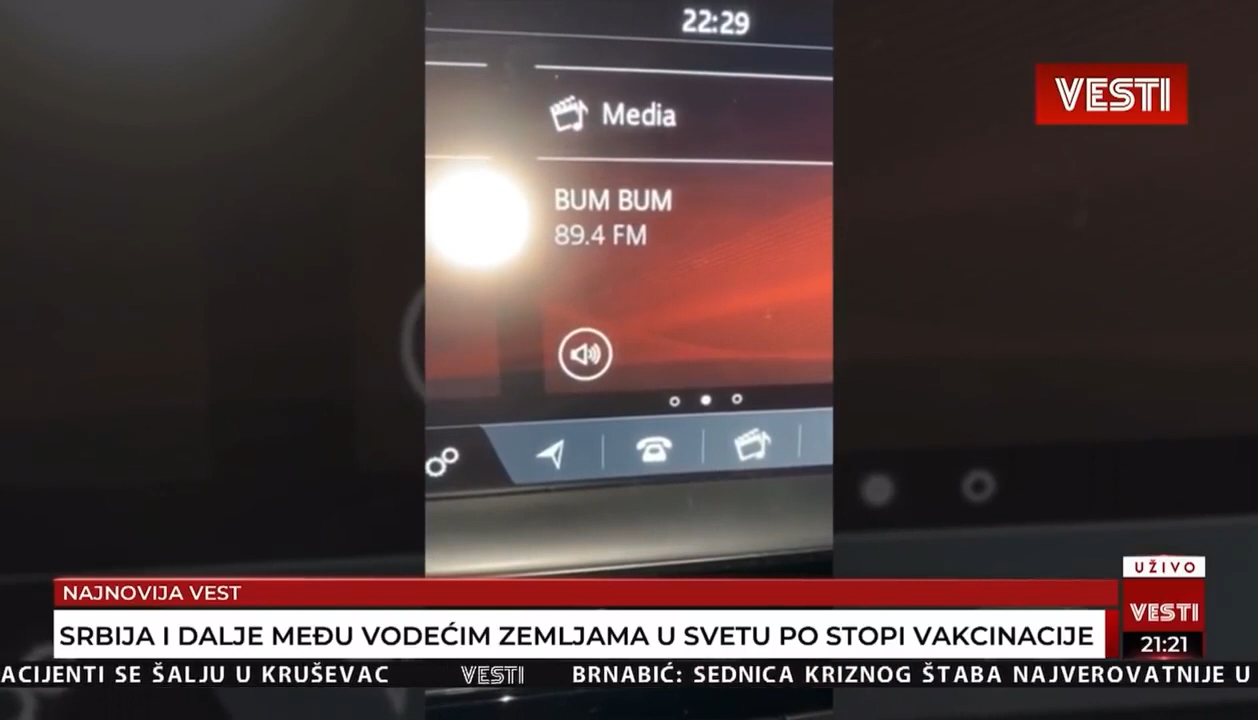 22:29
VESTI
Media
BUM BUM
89.4 FM
UŽIVO
NAJNOVIJA VEST
VESTI
SRBIJA I DALJE MEĐU VODEĆIM ZEMLJAMA U SVETU PO STOPI VAKCINACIJE
21:21
ACIJENTI SE ŠALJU U KRUŠEVAC VESTI BRNABIĆ: SEDNICA KRIZNOG ŠTABA NAJVEROVATNIJE U